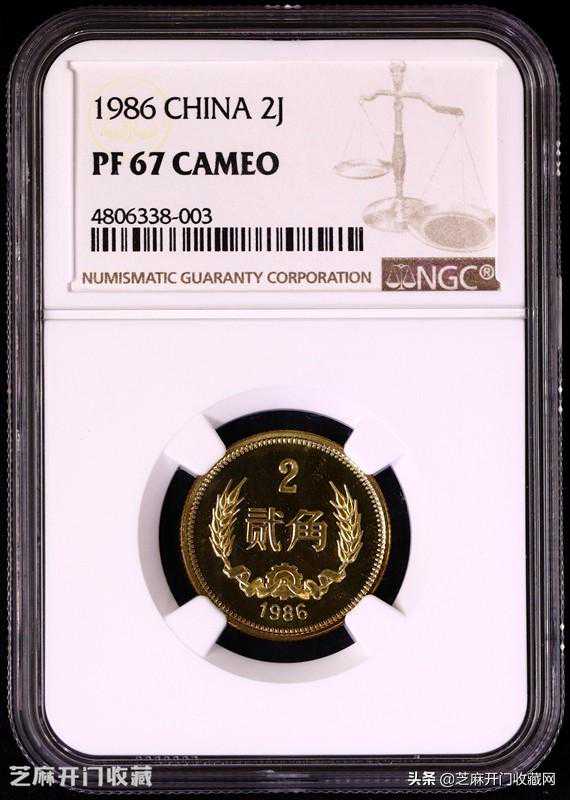 1986 CHINA 2J
PF 67 CAMEO
4806338-003
NUMISMATIC GUARANTY CORPORATION
NGC®
2
贰角
1986
芝麻开门收藏
头条 @芝麻开门收藏网